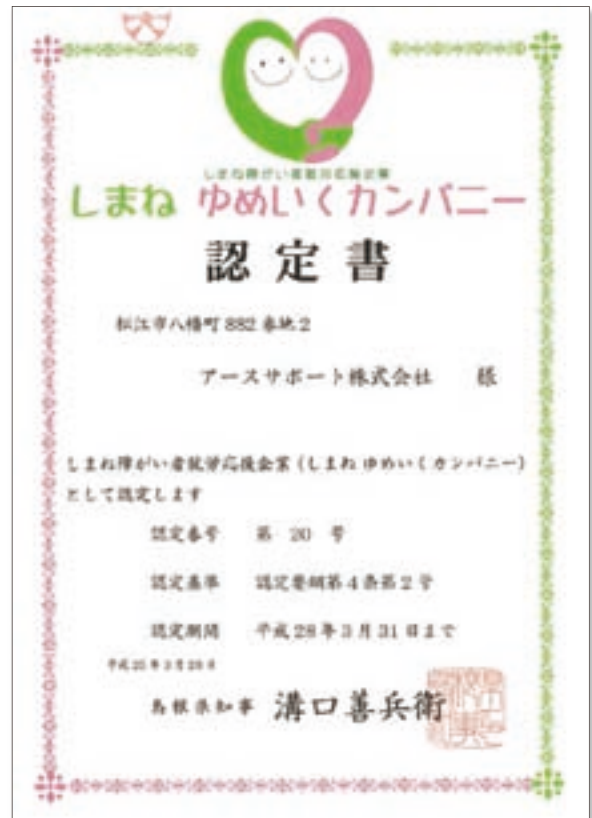 しまね障がい者就労応援企業
しまね ゆめいくカンパニー
認定書
松江市八幡町 882 番地 2
アースサポート株式会社 様
しまね障がい者就労応援企業 (しまね ゆめいくカンパニー)
として認定します
認定番号 第 20 号
認定基準 認定要綱第4条第2号
認定期間 平成28年3月31日まで
島根県知事 溝口善兵衛